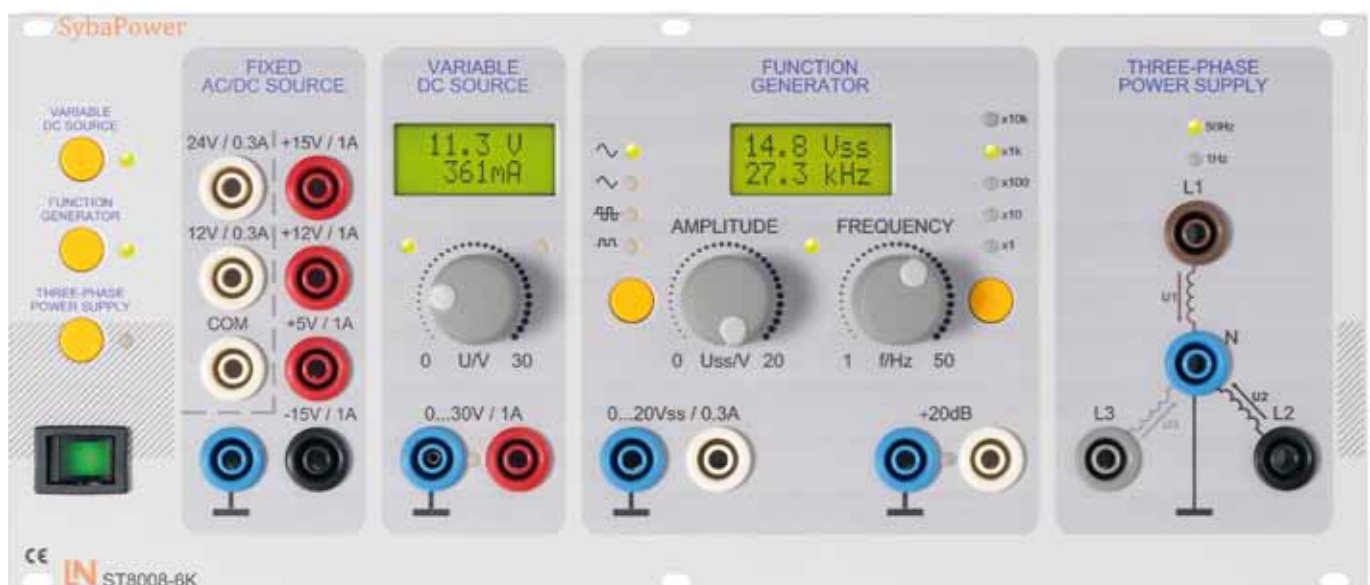 SybaPower
VARIABLE
DC SOURCE
FUNCTION
GENERATOR
THREE-PHASE
POWER SUPPLY
FIXED
AC/DC SOURCE
24V / 0.3A
+15V / 1A
12V / 0.3A
+12V / 1A
COM
+5V / 1A
-15V / 1A
VARIABLE
DC SOURCE
11.3 V
361mA
0 U/V 30
0...30V / 1A
FUNCTION
GENERATOR
14.8 Vss
27.3 kHz
x10k
x1k
x100
x10
x1
AMPLITUDE
FREQUENCY
0 Uss/V 20
1 f/Hz 50
0...20Vss / 0.3A
+20dB
THREE-PHASE
POWER SUPPLY
50Hz
1Hz
L1
U1
N
U2
L3
L2
CE
LN ST8008-6K